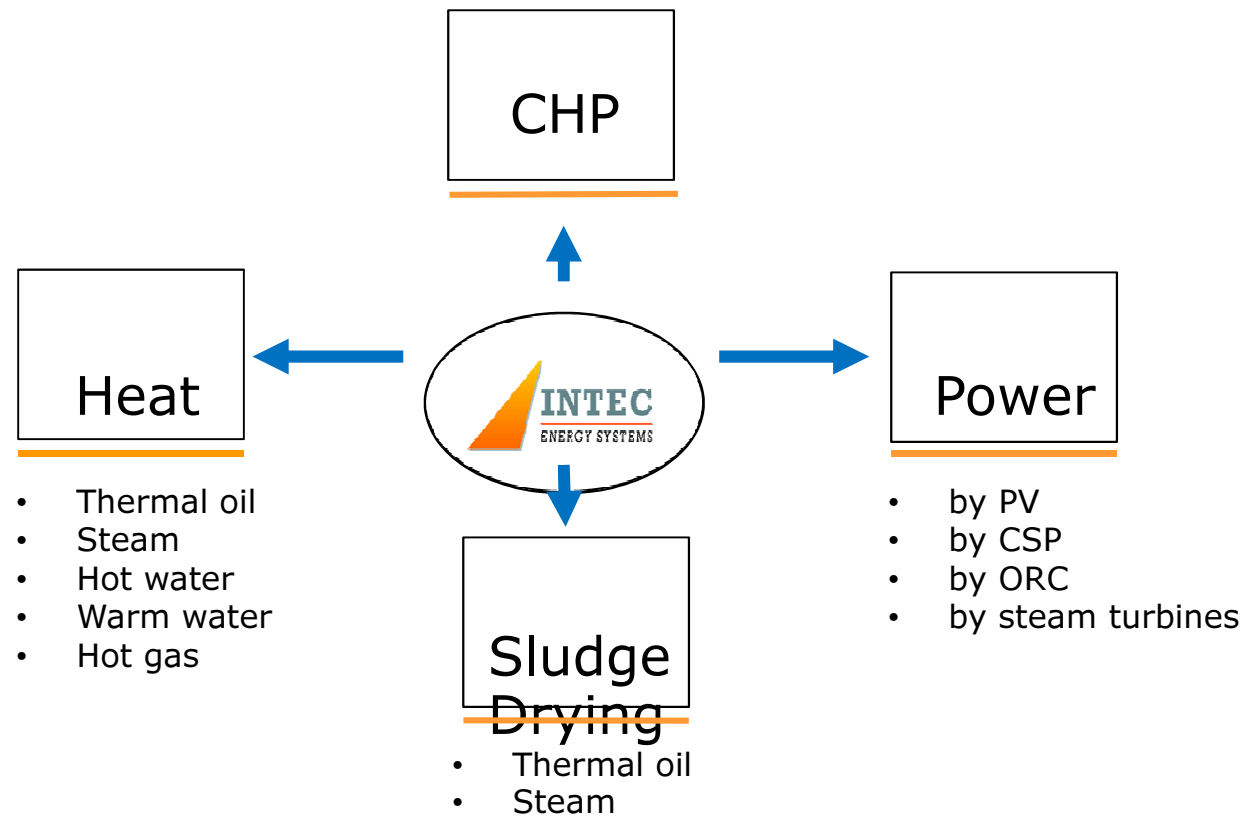 CHP
Heat
• Thermal oil
• Steam
• Hot water
• Warm water
• Hot gas
INTEC
ENERGY SYSTEMS
Power
• by PV
• by CSP
• by ORC
• by steam turbines
Sludge
Drying
• Thermal oil
• Steam